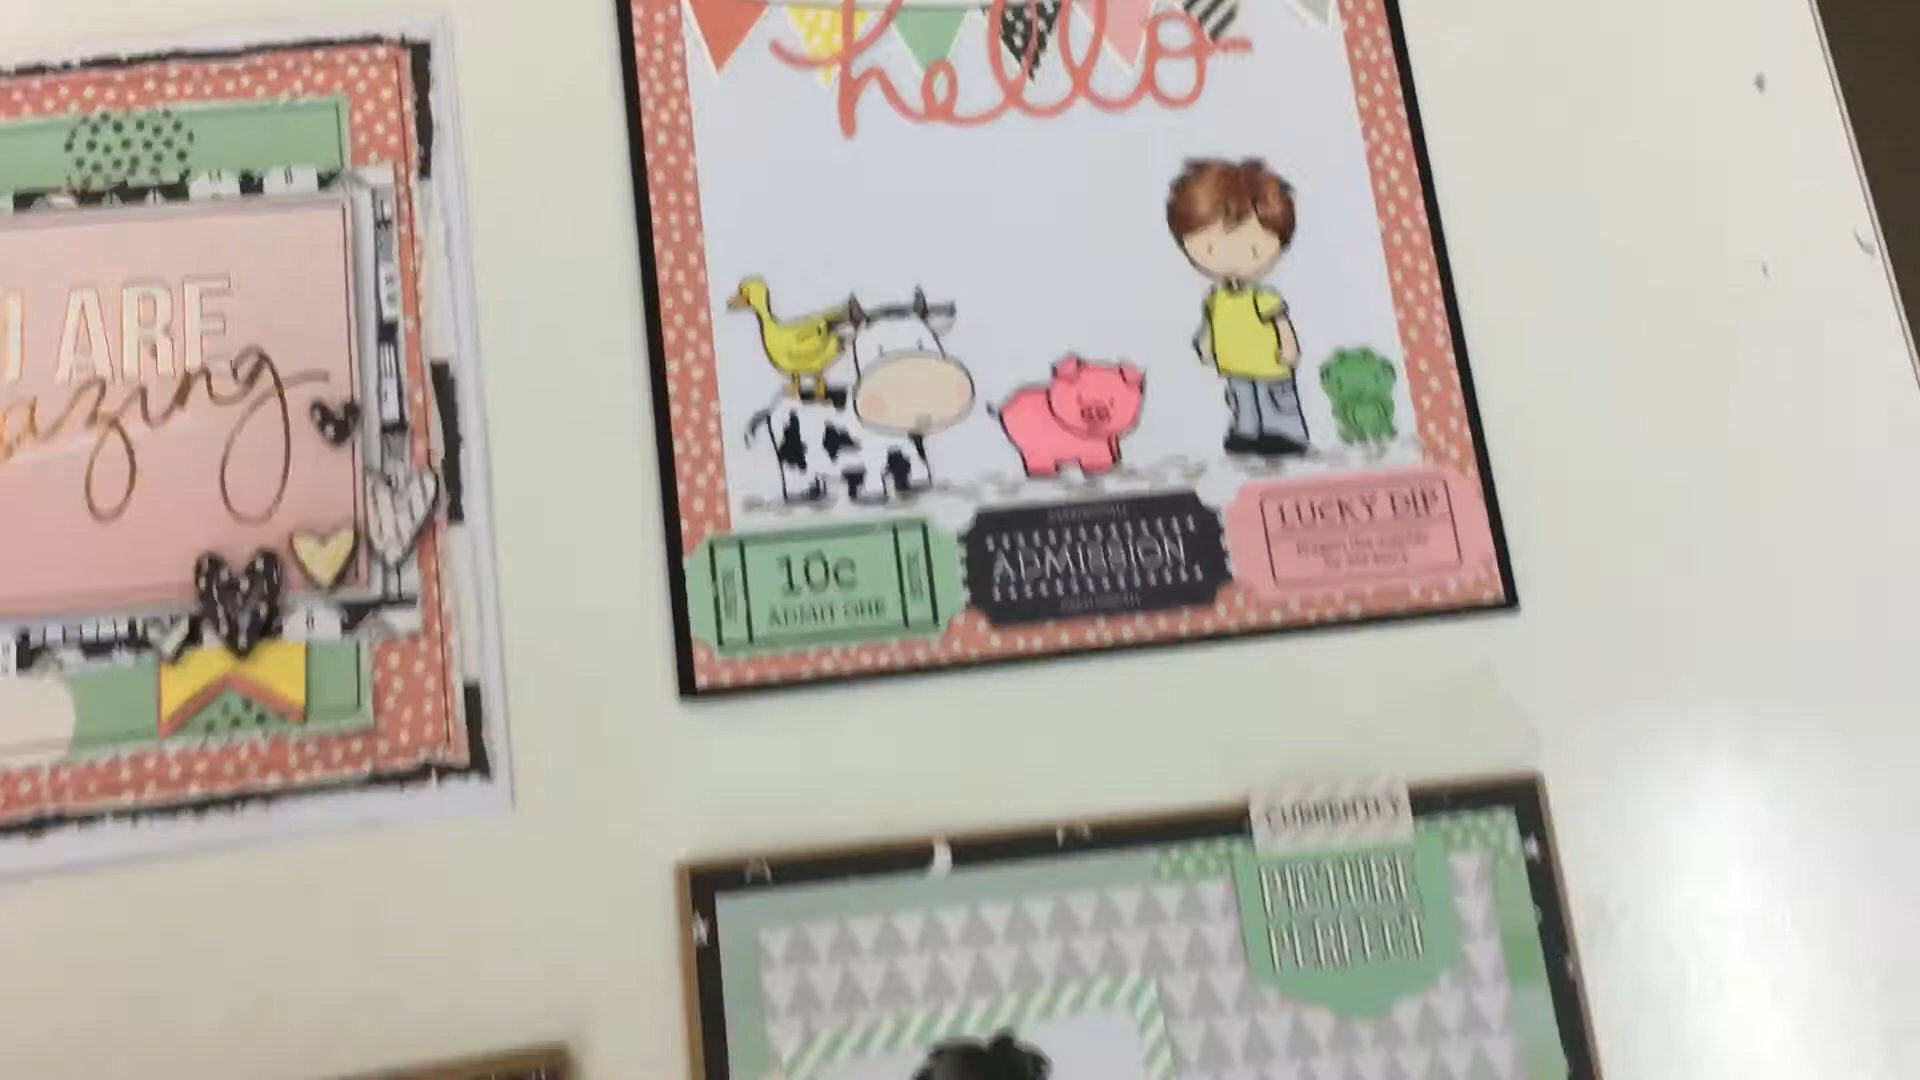 hello
ARE
azing
10c
ADMIT ONE
ADMISSION
LUCKY DIP
CURRENTLY
PICTURE
PERFECT